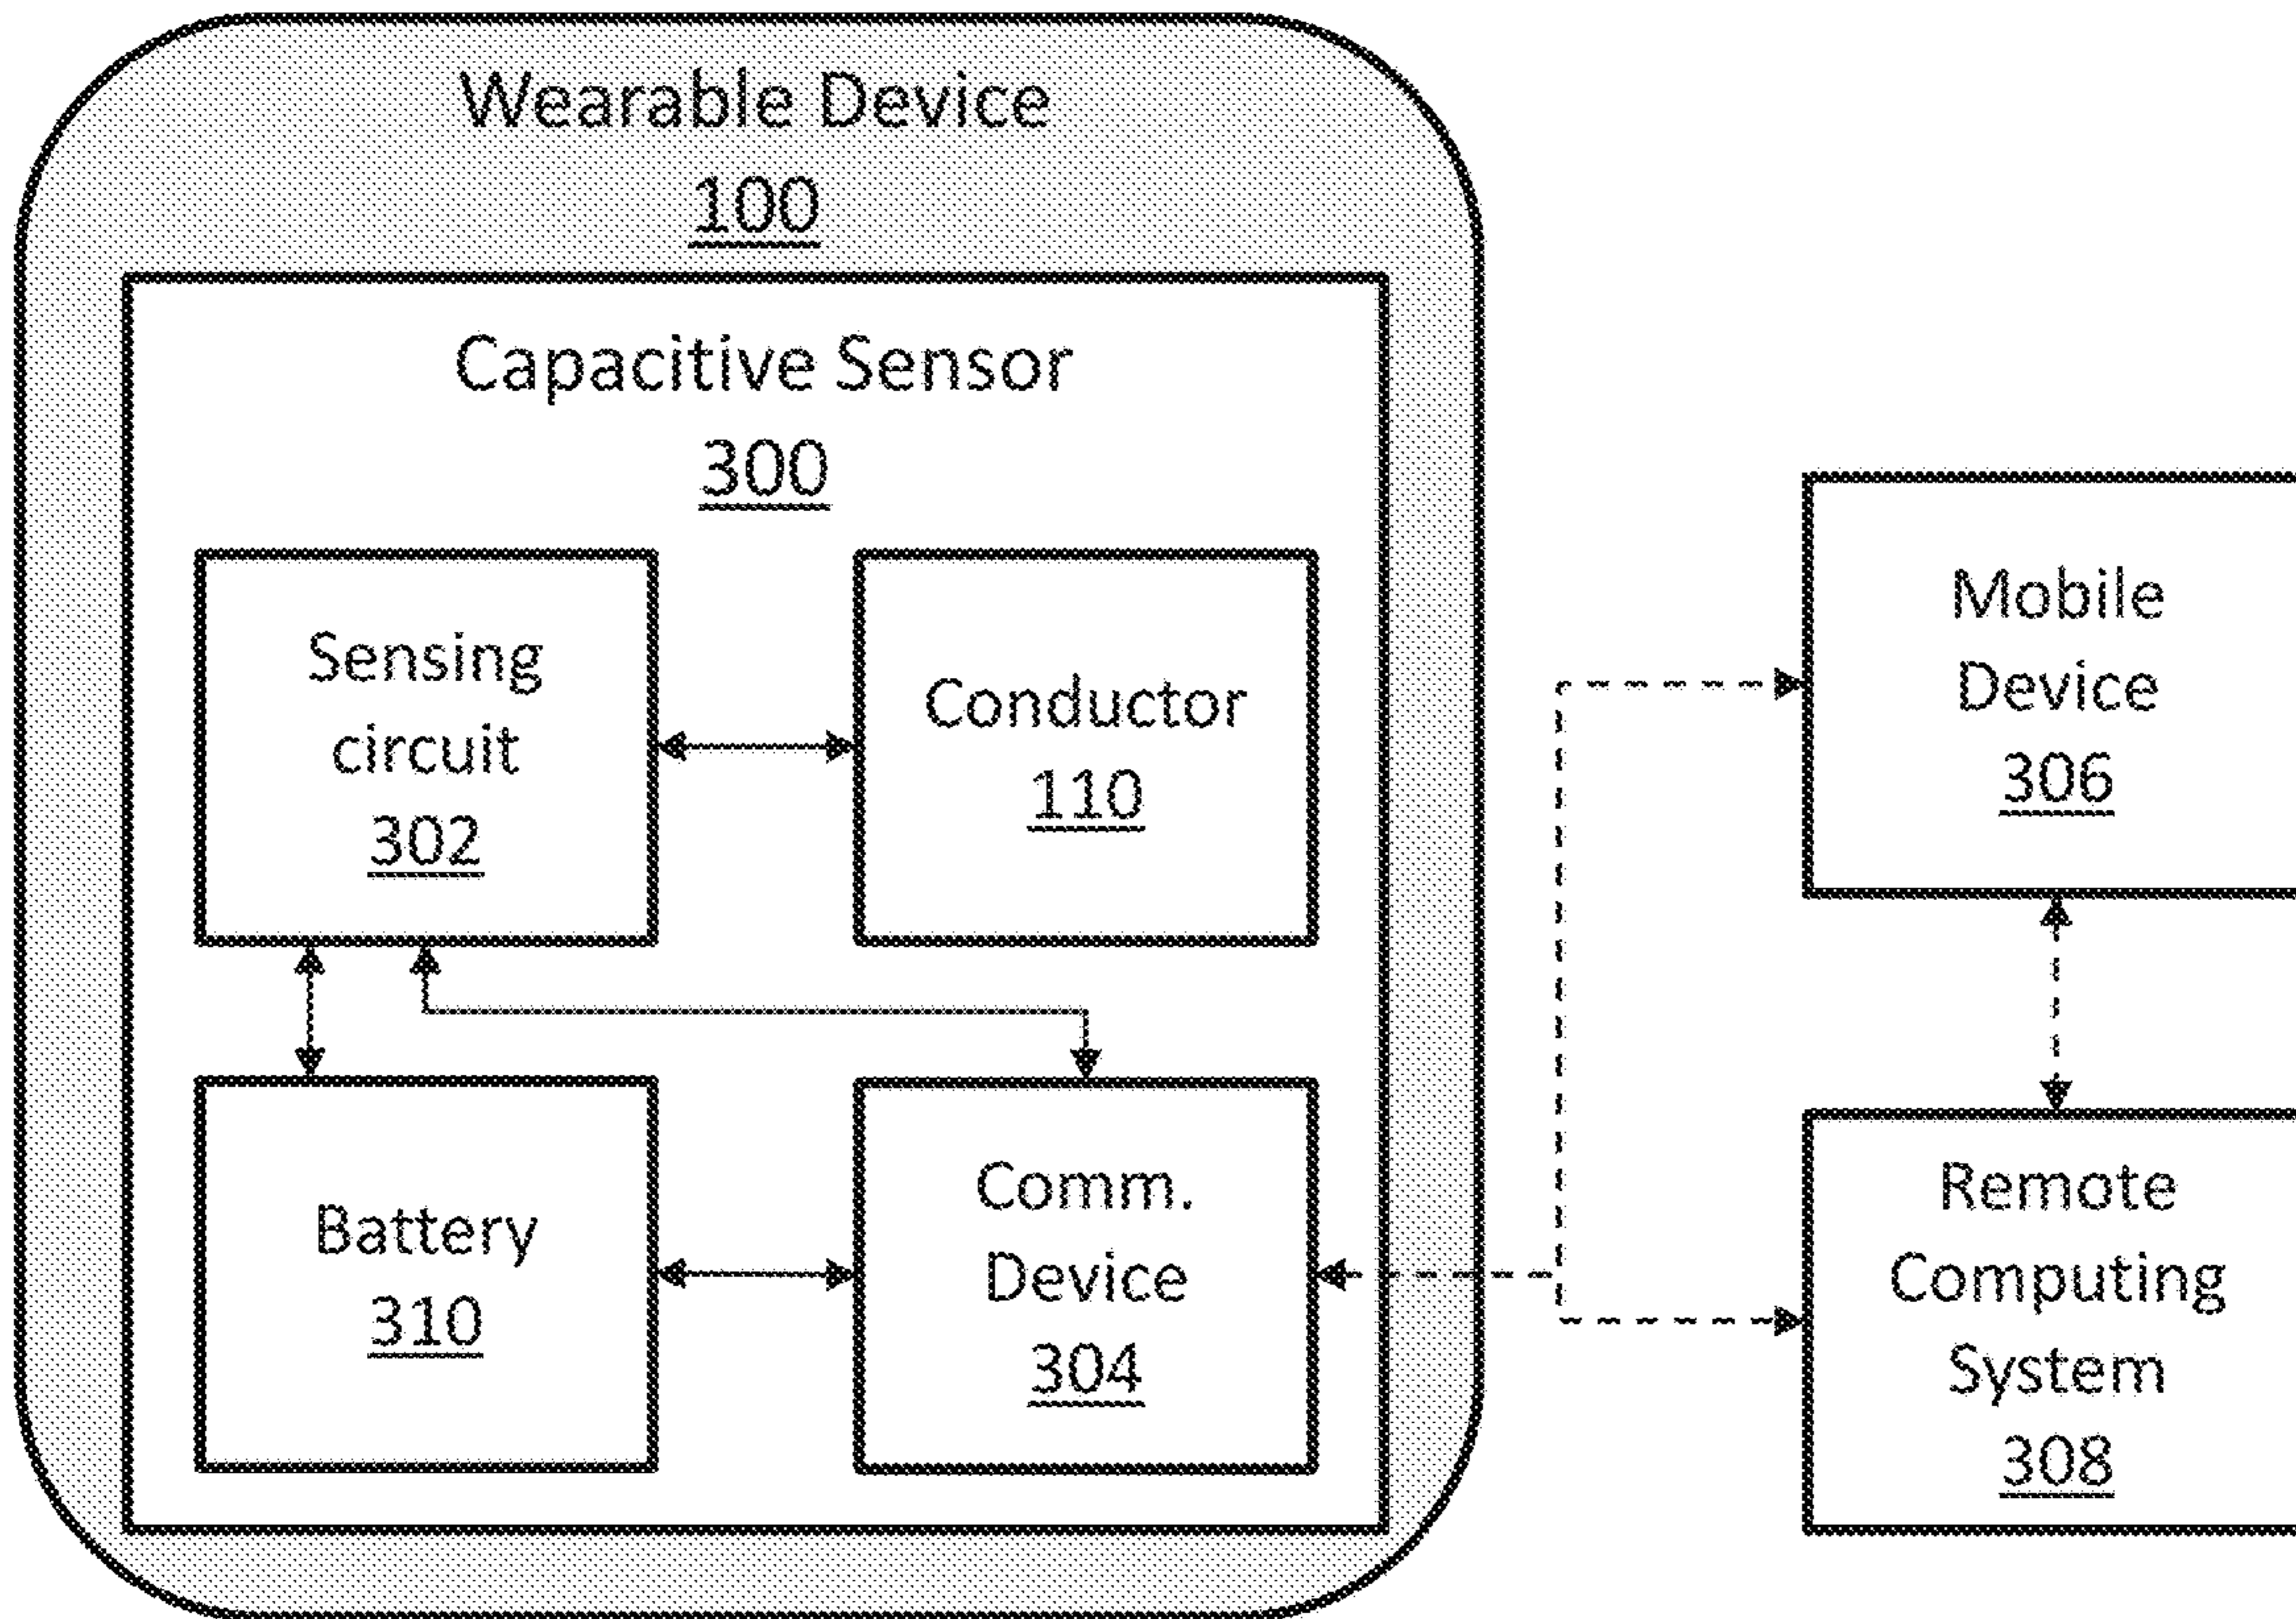 Wearable Device
100
Capacitive Sensor
300
Sensing
circuit
302
Conductor
110
Battery
310
Comm.
Device
304
Mobile
Device
306
Remote
Computing
System
308